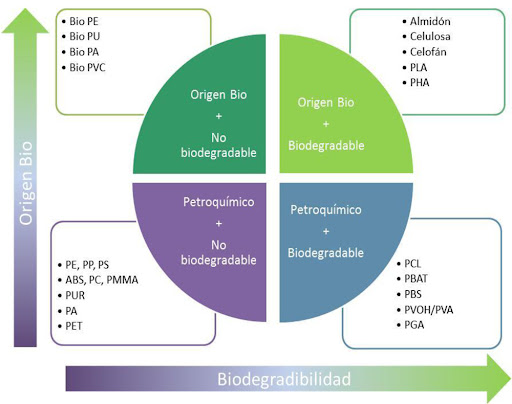 • Bio PE
• Bio PU
• Bio PA
• Bio PVC
• Almidón
• Celulosa
• Celofán
• PLA
• PHA
Origen Bio
+
No
biodegradable
Origen Bio
+
Biodegradable
Petroquímico
+
No
biodegradable
Petroquímico
+
Biodegradable
• PE, PP, PS
• ABS, PC, PMMA
• PUR
• PA
• PET
• PCL
• PBAT
• PBS
• PVOH/PVA
• PGA
Origen Bio
Biodegradibilidad